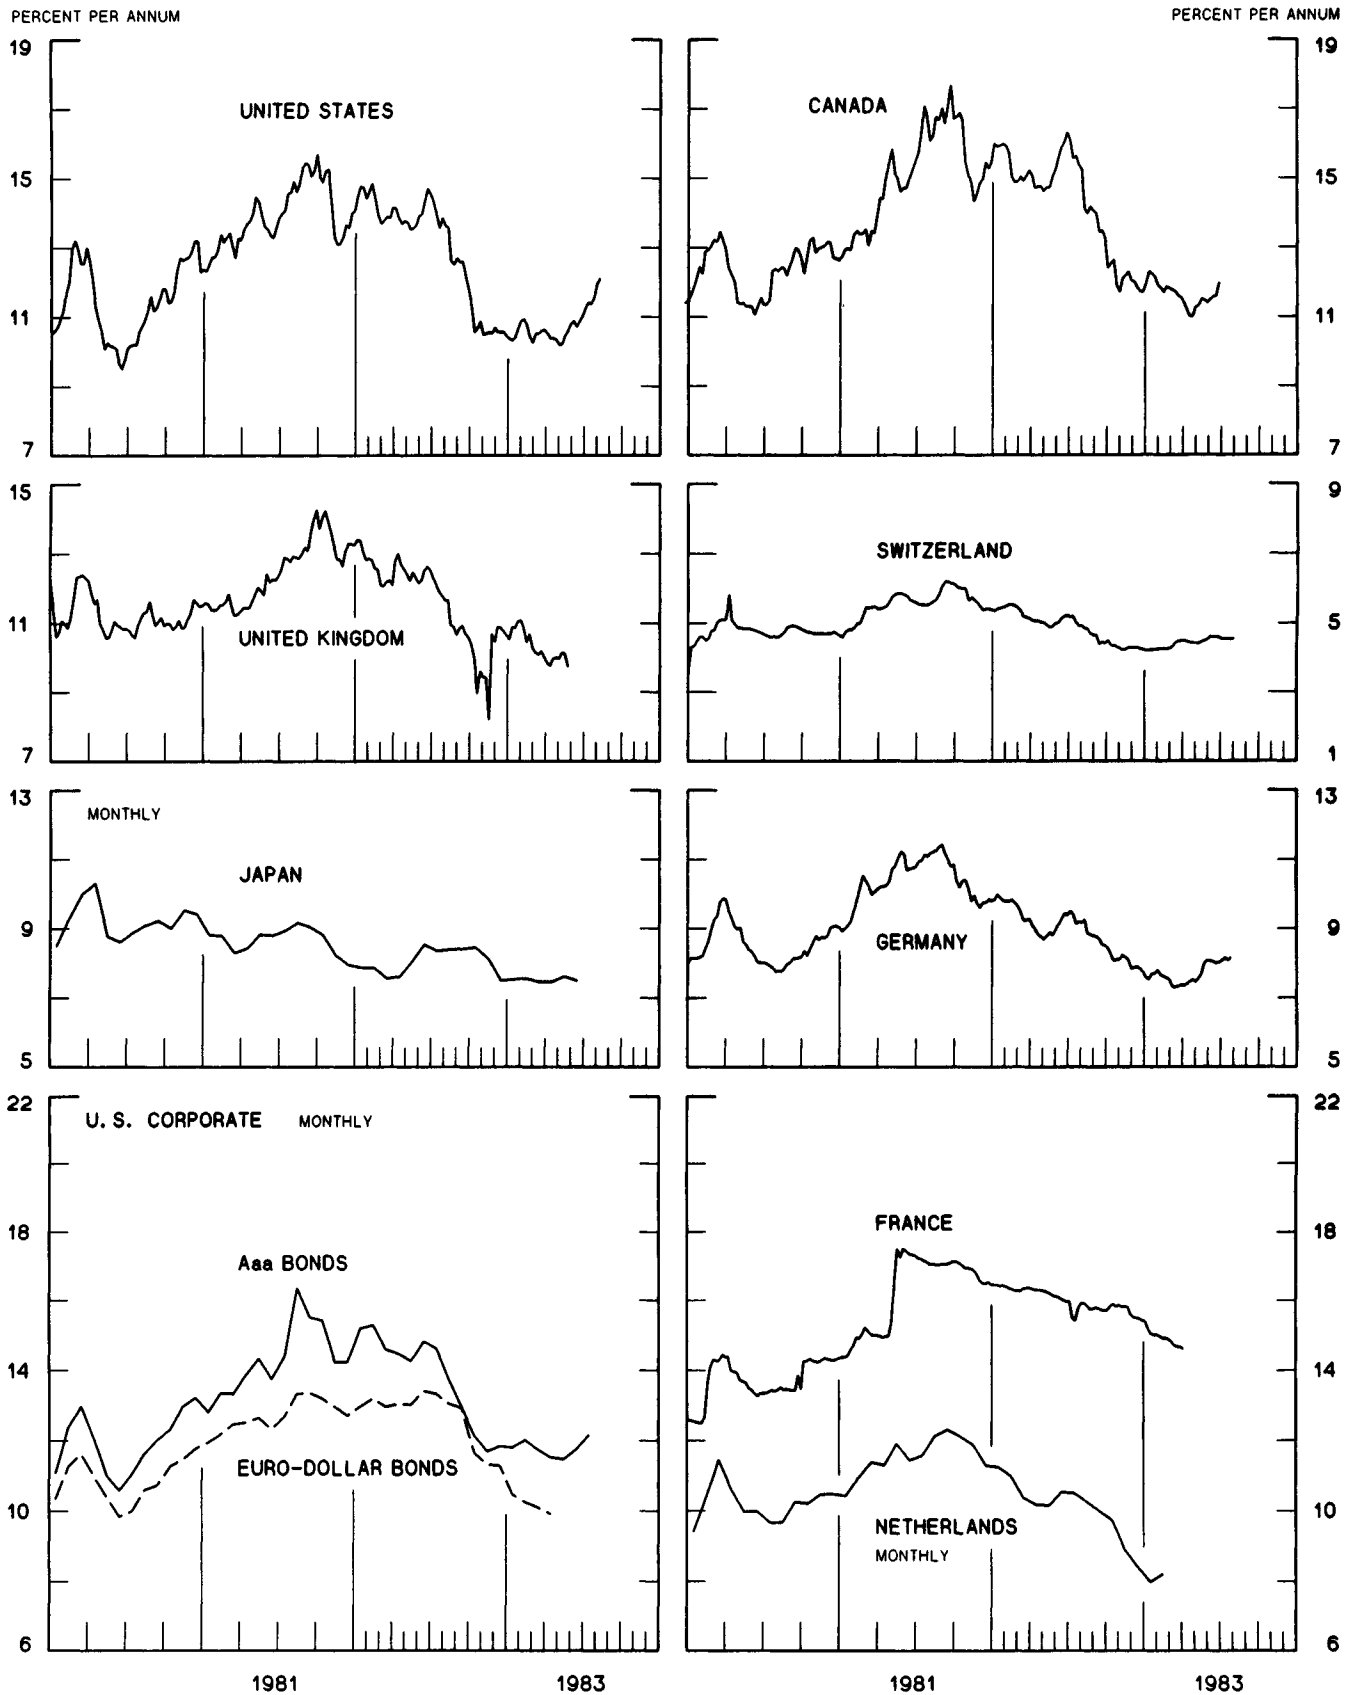 PERCENT PER ANNUM
PERCENT PER ANNUM
19
UNITED STATES
15
11
7
CANADA
19
15
11
7
15
11
UNITED KINGDOM
7
SWITZERLAND
9
5
1
13
MONTHLY
JAPAN
9
5
13
9
GERMANY
5
22
U.S. CORPORATE MONTHLY
18
Aaa BONDS
14
EURO-DOLLAR BONDS
10
6
1981
1983
22
FRANCE
18
14
10
NETHERLANDS
MONTHLY
6
1981
1983